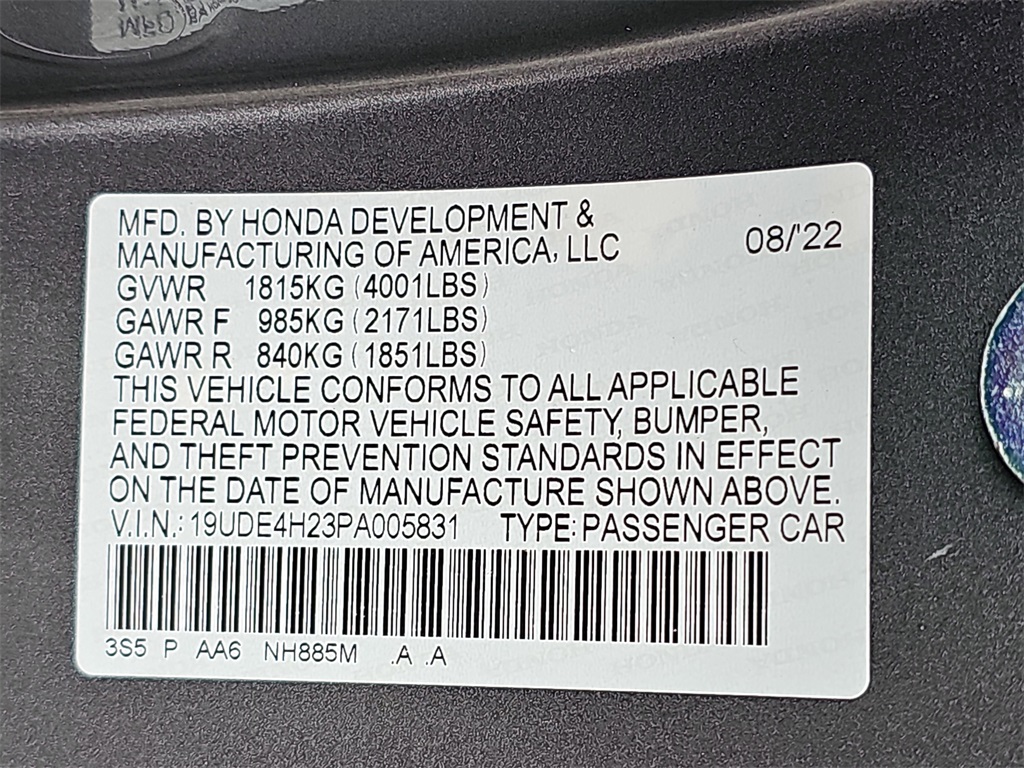 MFD. BY HONDA DEVELOPMENT &
MANUFACTURING OF AMERICA, LLC
08/'22
GVWR 1815KG (4001LBS)
GAWR F 985KG (2171LBS)
GAWR R 840KG (1851LBS)
THIS VEHICLE CONFORMS TO ALL APPLICABLE
FEDERAL MOTOR VEHICLE SAFETY, BUMPER,
AND THEFT PREVENTION STANDARDS IN EFFECT
ON THE DATE OF MANUFACTURE SHOWN ABOVE.
V.I.N.: 19UDE4H23PA005831 TYPE: PASSENGER CAR
3S5 P AA6 NH885M .A .A